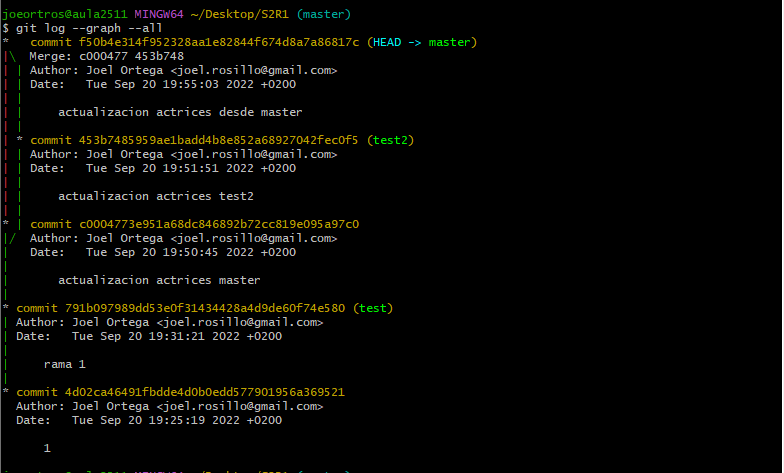 joeortros@aula2511 MINGW64 ~/Desktop/S2R1 (master)
$ git log --graph --all
*   commit f50b4e314f952328aa1e82844f674d8a7a86817c (HEAD -> master)
|\  Merge: c000477 453b748
| | Author: Joel Ortega <joel.rosillo@gmail.com>
| | Date:   Tue Sep 20 19:55:03 2022 +0200
| |
| |     actualizacion actrices desde master
| |
| * commit 453b7485959ae1badd4b8e852a68927042fec0f5 (test2)
| | Author: Joel Ortega <joel.rosillo@gmail.com>
| | Date:   Tue Sep 20 19:51:51 2022 +0200
| |
| |     actualizacion actrices test2
| |
* | commit c0004773e951a68dc846892b72cc819e095a97c0
|/  Author: Joel Ortega <joel.rosillo@gmail.com>
|   Date:   Tue Sep 20 19:50:45 2022 +0200
|
|       actualizacion actrices master
|
* commit 791b097989dd53e0f31434428a4d9de60f74e580 (test)
| Author: Joel Ortega <joel.rosillo@gmail.com>
| Date:   Tue Sep 20 19:31:21 2022 +0200
|
|     rama 1
|
* commit 4d02ca46491fbdde4d0b0edd577901956a369521
  Author: Joel Ortega <joel.rosillo@gmail.com>
  Date:   Tue Sep 20 19:25:19 2022 +0200

      1